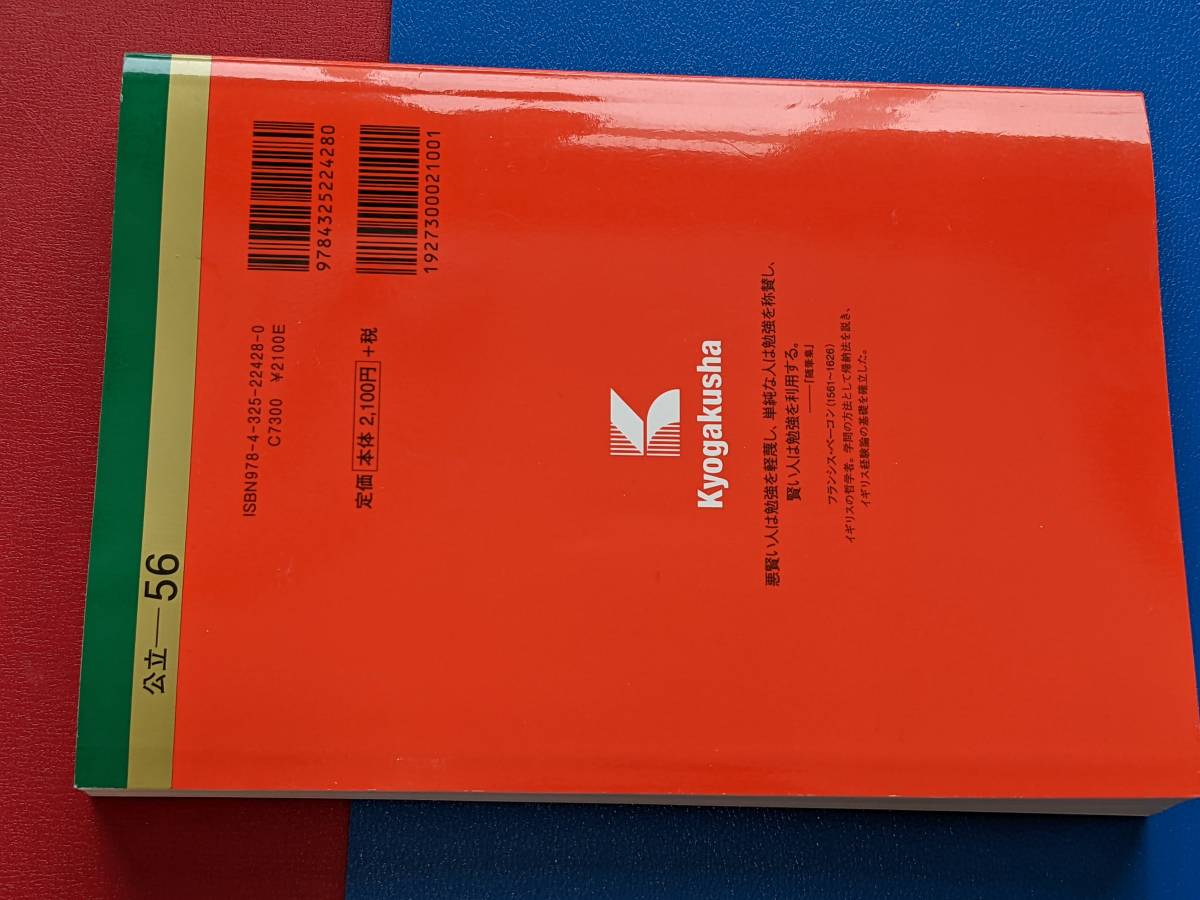 公立—56
9784325224280
1927300021001
ISBN978-4-325-22428-0
C7300 ¥2100E
定価 本体 2,100円 +税
Kyogakusha
悪賢い人は勉強を軽蔑し、単純な人は勉強を称賛し、
賢い人は勉強を利用する。
——『随筆集』
フランシス・ベーコン(1561~1626)
イギリスの哲学者。学問の方法として帰納法を説き、
イギリス経験論の基礎を確立した。